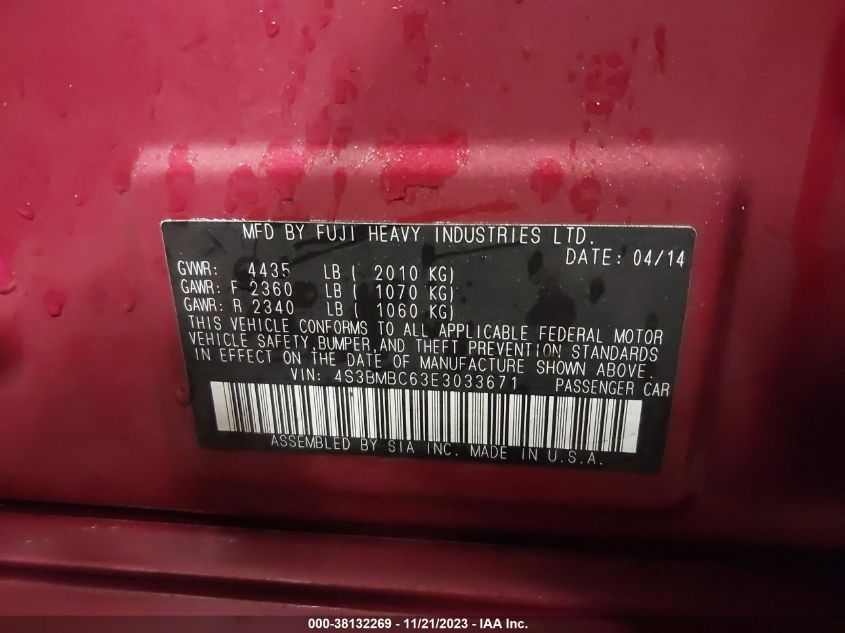 MFD BY FUJI HEAVY INDUSTRIES LTD.
DATE: 04/14
GVWR: 4435 LB ( 2010 KG)
GAWR: F 2360 LB ( 1070 KG)
GAWR: R 2340 LB ( 1060 KG)
THIS VEHICLE CONFORMS TO ALL APPLICABLE FEDERAL MOTOR
VEHICLE SAFETY,BUMPER,AND THEFT PREVENTION STANDARDS
IN EFFECT ON THE DATE OF MANUFACTURE SHOWN ABOVE.
VIN: 4S3BMBC63E3033671 PASSENGER CAR
ASSEMBLED BY SIA INC. MADE IN U.S.A.
000-38132269 - 11/21/2023 - IAA Inc.